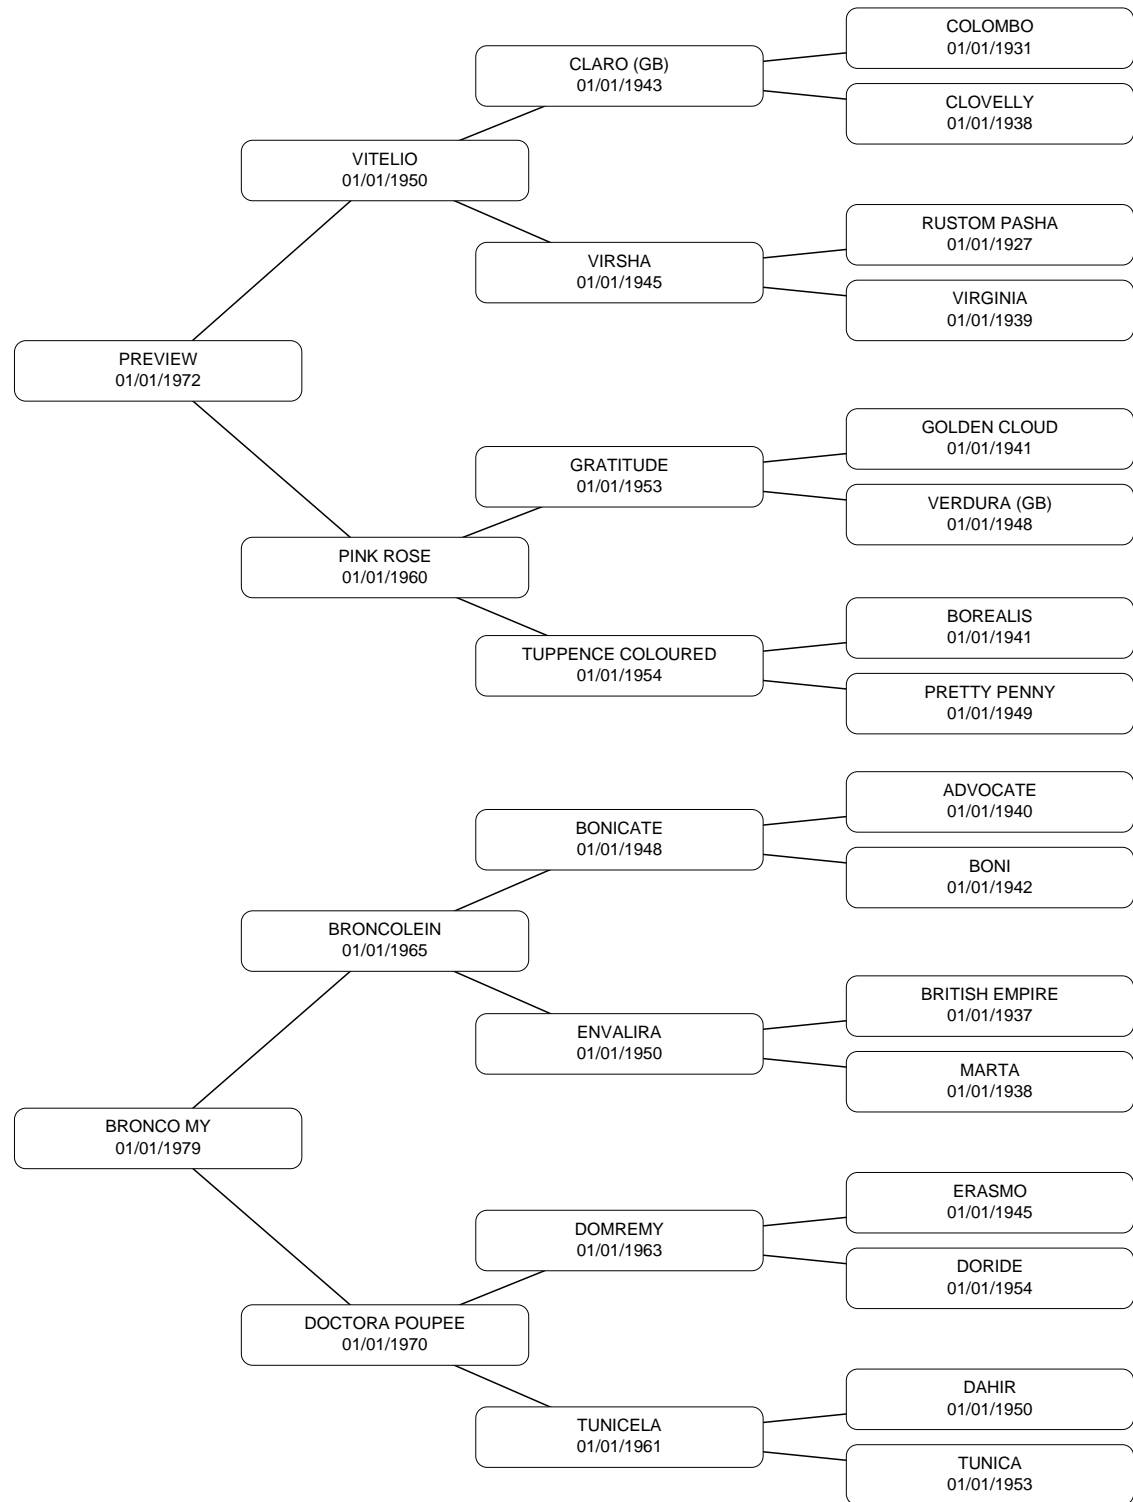 COLOMBO
01/01/1931
CLARO (GB)
01/01/1943
CLOVELLY
01/01/1938
VITELIO
01/01/1950
RUSTOM PASHA
01/01/1927
VIRSHA
01/01/1945
VIRGINIA
01/01/1939
PREVIEW
01/01/1972
GOLDEN CLOUD
01/01/1941
GRATITUDE
01/01/1953
VERDURA (GB)
01/01/1948
PINK ROSE
01/01/1960
BOREALIS
01/01/1941
TUPPENCE COLOURED
01/01/1954
PRETTY PENNY
01/01/1949
ADVOCATE
01/01/1940
BONICATE
01/01/1948
BONI
01/01/1942
BRONCOLEIN
01/01/1965
BRITISH EMPIRE
01/01/1937
ENVALIRA
01/01/1950
MARTA
01/01/1938
BRONCO MY
01/01/1979
ERASMO
01/01/1945
DOMREMY
01/01/1963
DORIDE
01/01/1954
DOCTORA POUPEE
01/01/1970
DAHIR
01/01/1950
TUNICELA
01/01/1961
TUNICA
01/01/1953